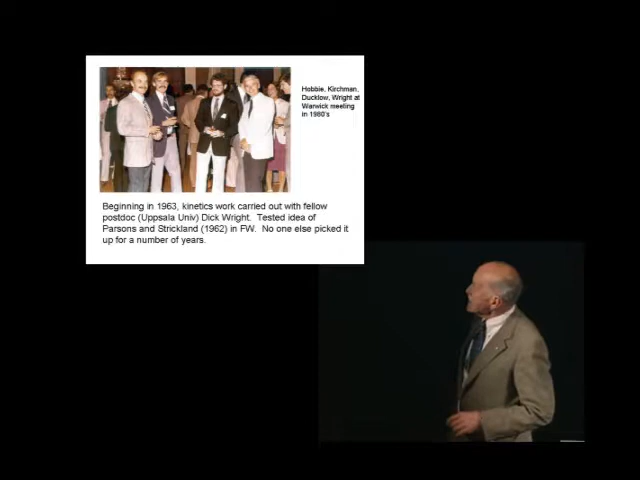 Hobbie, Kirchman,
Ducklow, Wright at
Warwick meeting
in 1980's
Beginning in 1963, kinetics work carried out with fellow
postdoc (Uppsala Univ) Dick Wright. Tested idea of
Parsons and Strickland (1962) in FW. No one else picked it
up for a number of years.